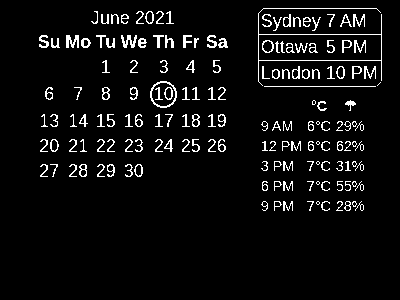 June 2021
Su Mo Tu We Th Fr Sa
1 2 3 4 5
6 7 8 9 10 11 12
13 14 15 16 17 18 19
20 21 22 23 24 25 26
27 28 29 30
Sydney 7 AM
Ottawa 5 PM
London 10 PM
°C
9 AM 6°C 29%
12 PM 6°C 62%
3 PM 7°C 31%
6 PM 7°C 55%
9 PM 7°C 28%